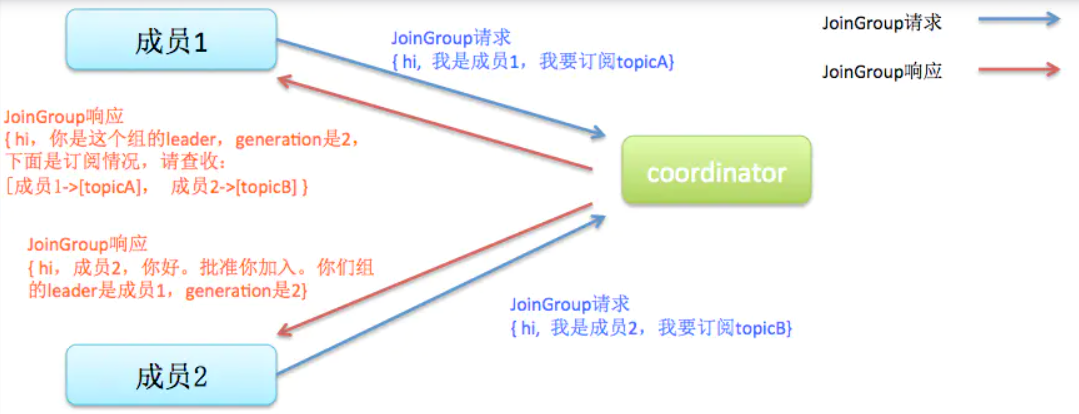 成员1
JoinGroup请求
{ hi, 我是成员1，我要订阅topicA}
JoinGroup请求
JoinGroup响应
JoinGroup响应
{ hi，你是这个组的leader，generation是2，
下面是订阅情况，请查收：
[成员1->[topicA]， 成员2->[topicB] }
coordinator
JoinGroup响应
{ hi，成员2，你好。批准你加入。你们组
的leader是成员1，generation是2}
JoinGroup请求
{ hi, 我是成员2，我要订阅topicB}
成员2